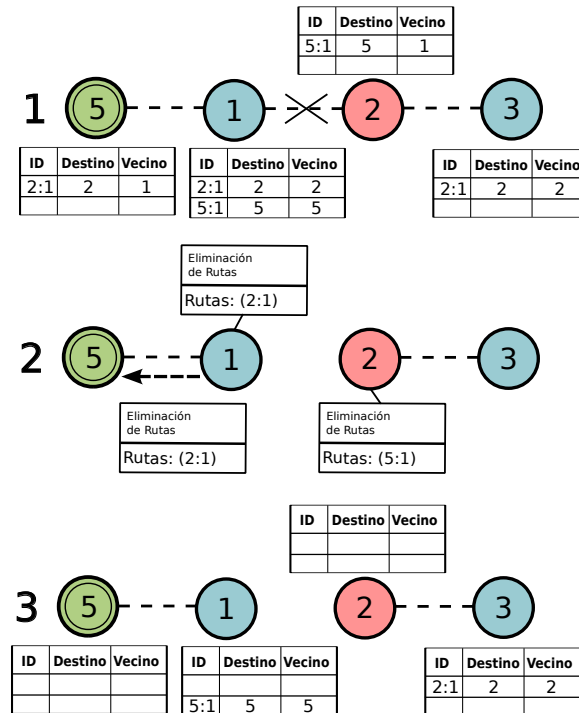 ID Destino Vecino
5:1 5 1
1 5 1 2 3
ID Destino Vecino
2:1 2 1
ID Destino Vecino
2:1 2 2
5:1 5 5
ID Destino Vecino
2:1 2 2
Eliminación
de Rutas
Rutas: (2:1)
2 5 1 2 3
Eliminación
de Rutas
Rutas: (2:1)
Eliminación
de Rutas
Rutas: (5:1)
ID Destino Vecino
3 5 1 2 3
ID Destino Vecino
ID Destino Vecino
5:1 5 5
ID Destino Vecino
2:1 2 2